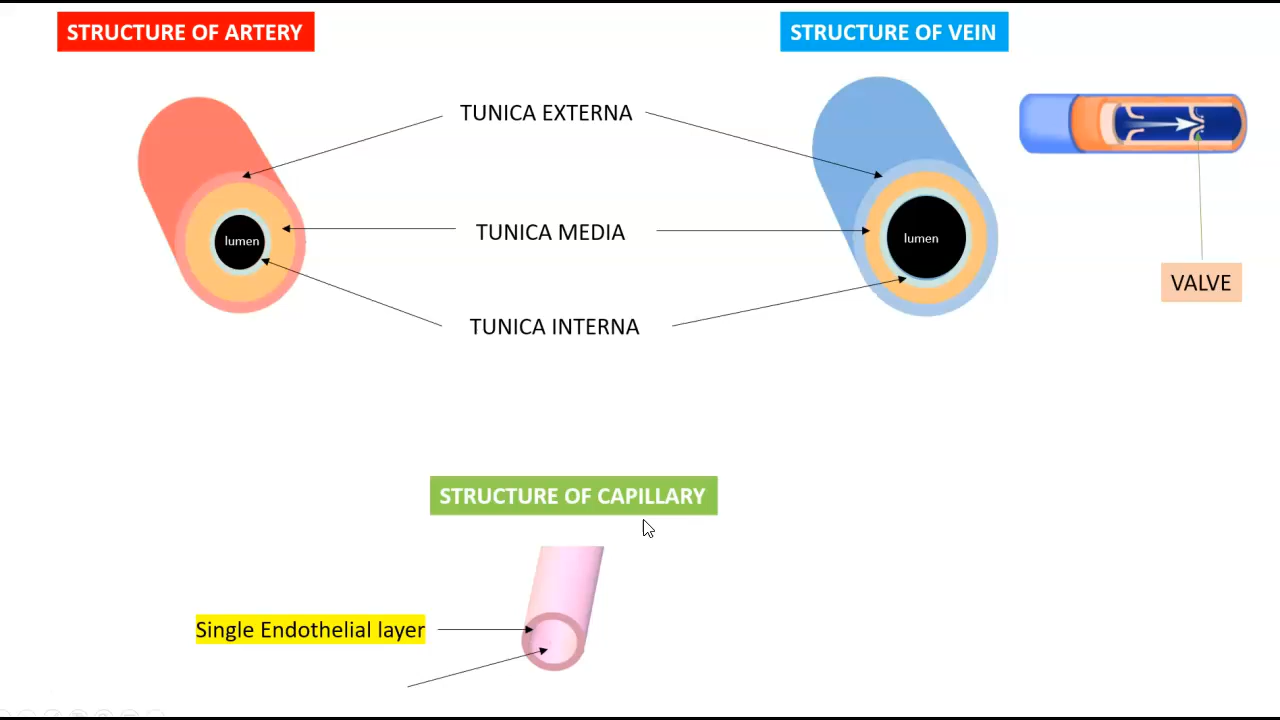 STRUCTURE OF ARTERY
STRUCTURE OF VEIN
TUNICA EXTERNA
lumen
TUNICA MEDIA
lumen
VALVE
TUNICA INTERNA
STRUCTURE OF CAPILLARY
Single Endothelial layer